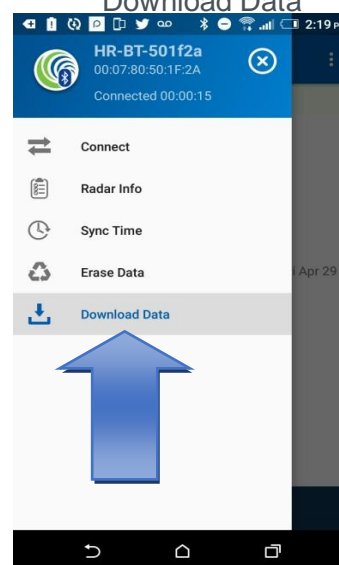 Download Data
2:19 P
HR-BT-501f2a
00:07:80:50:1F:2A
Connected 00:00:15
Connect
Radar Info
Sync Time
Erase Data
Apr 29
Download Data